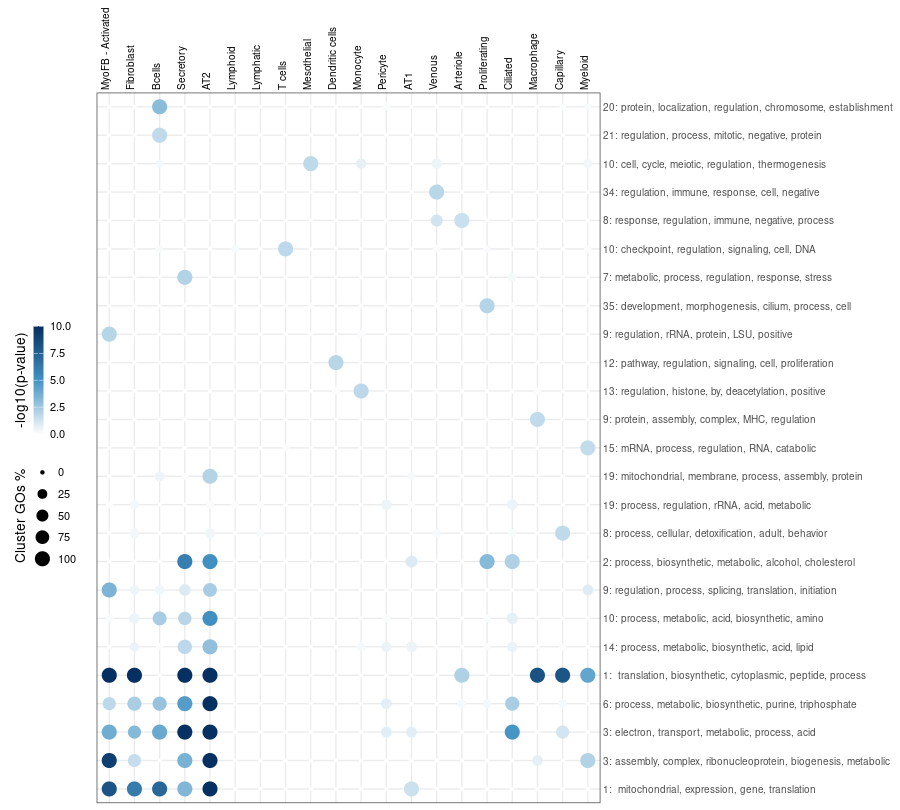 MyoFB - Activated
Fibroblast
Bcells
Secretory
AT2
Lymphoid
Lymphatic
T cells
Mesothelial
Dendritic cells
Monocyte
Pericyte
AT1
Venous
Arteriole
Proliferating
Ciliated
Macrophage
Capillary
Myeloid
20: protein, localization, regulation, chromosome, establishment
21: regulation, process, mitotic, negative, protein
10: cell, cycle, meiotic, regulation, thermogenesis
34: regulation, immune, response, cell, negative
8: response, regulation, immune, negative, process
10: checkpoint, regulation, signaling, cell, DNA
7: metabolic, process, regulation, response, stress
35: development, morphogenesis, cilium, process, cell
9: regulation, rRNA, protein, LSU, positive
12: pathway, regulation, signaling, cell, proliferation
13: regulation, histone, by, deacetylation, positive
9: protein, assembly, complex, MHC, regulation
15: mRNA, process, regulation, RNA, catabolic
19: mitochondrial, membrane, process, assembly, protein
19: process, regulation, rRNA, acid, metabolic
8: process, cellular, detoxification, adult, behavior
2: process, biosynthetic, metabolic, alcohol, cholesterol
9: regulation, process, splicing, translation, initiation
10: process, metabolic, acid, biosynthetic, amino
14: process, metabolic, biosynthetic, acid, lipid
1: translation, biosynthetic, cytoplasmic, peptide, process
6: process, metabolic, biosynthetic, purine, triphosphate
3: electron, transport, metabolic, process, acid
3: assembly, complex, ribonucleoprotein, biogenesis, metabolic
1: mitochondrial, expression, gene, translation
-log10(p-value)
10.0
7.5
5.0
2.5
0.0
Cluster GOs %
0
25
50
75
100